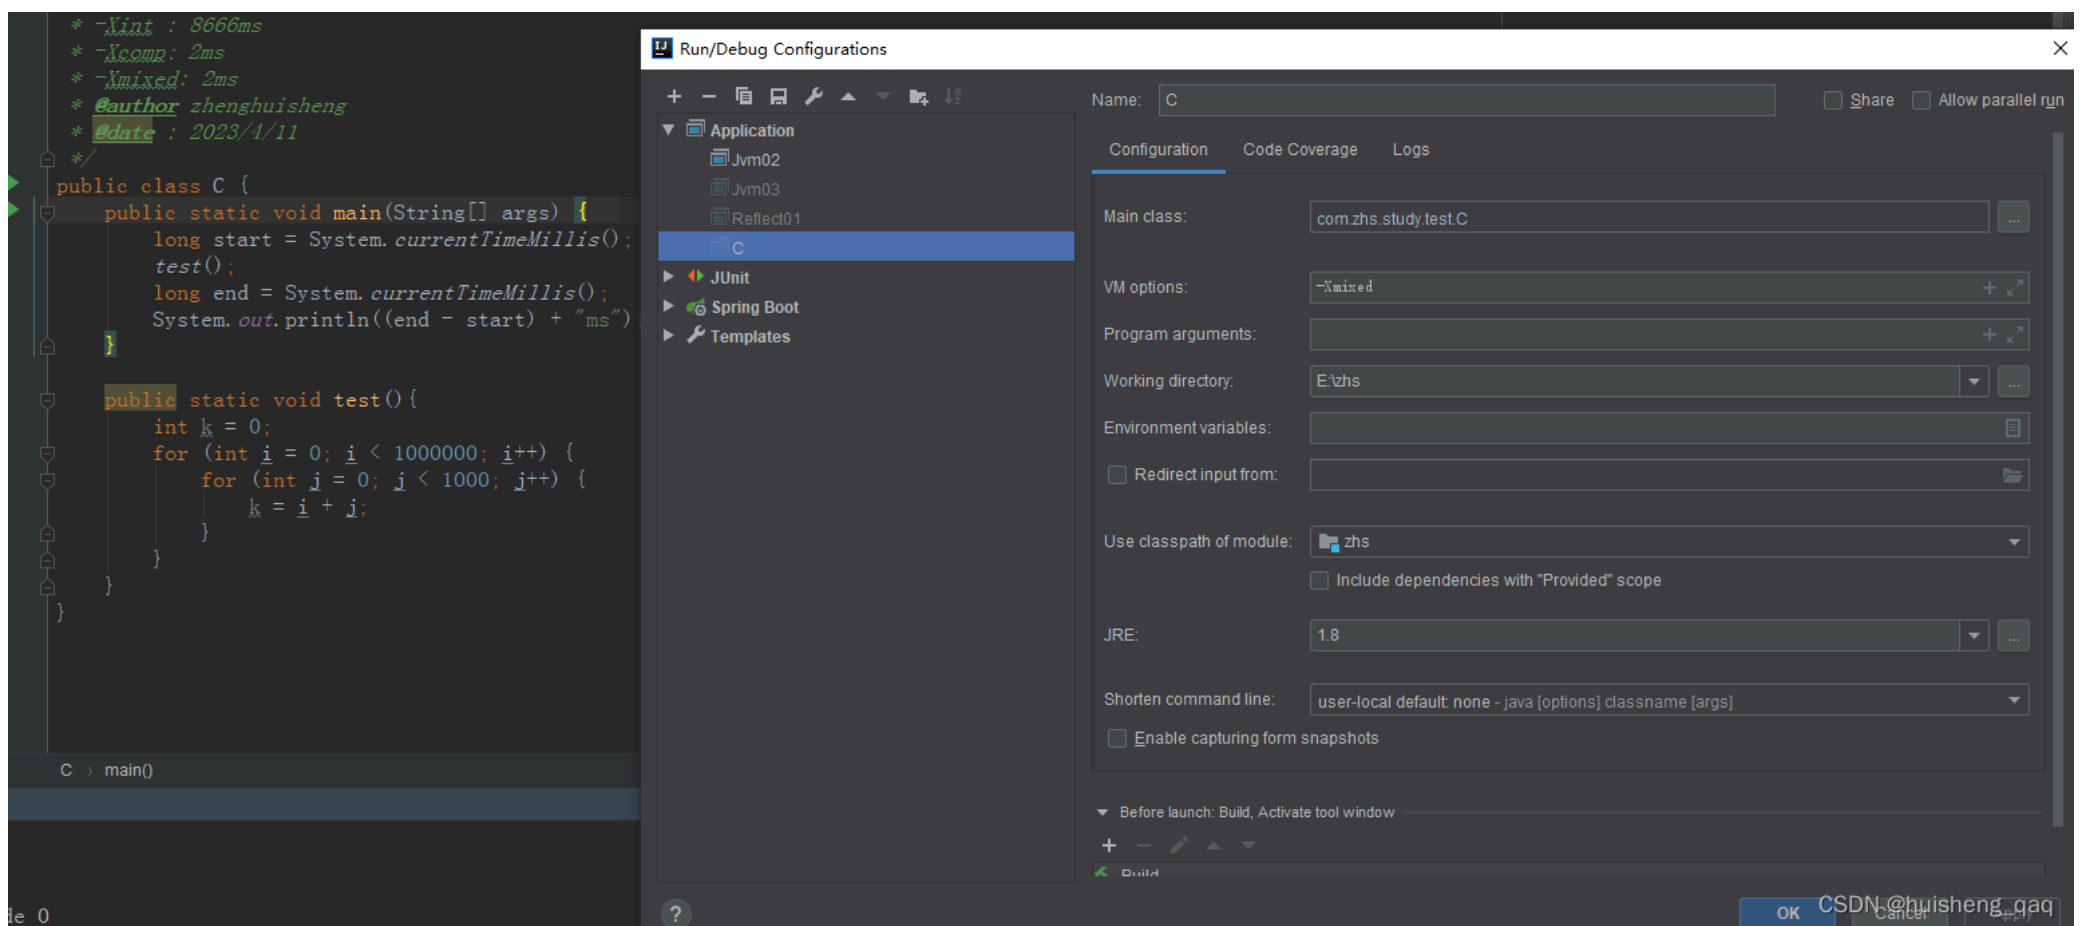 * -Xint : 8666ms
* -Xcomp: 2ms
* -Xmixed: 2ms
* @author zhenghuisheng
* @date : 2023/4/11
*/
public class C {
public static void main(String[] args) {
long start = System.currentTimeMillis();
test();
long end = System.currentTimeMillis();
System.out.println((end - start) + "ms")
}
public static void test(){
int k = 0;
for (int i = 0; i < 1000000; i++) {
for (int j = 0; j < 1000; j++) {
k = i + j;
}
}
}
}
C › main()
de 0
Run/Debug Configurations
Application
Jvm02
Jvm03
Reflect01
C
JUnit
Spring Boot
Templates
Name: C
Share
Allow parallel run
Configuration Code Coverage Logs
Main class: com.zhs.study.test.C ...
VM options: -Xmixed
Program arguments:
Working directory: E:\zhs ...
Environment variables:
Redirect input from:
Use classpath of module: zhs
Include dependencies with "Provided" scope
JRE: 1.8 ...
Shorten command line: user-local default: none - java [options] classname [args]
Enable capturing form snapshots
Before launch: Build, Activate tool window
Build
?
OK Cancel Apply
CSDN @huisheng_qaq